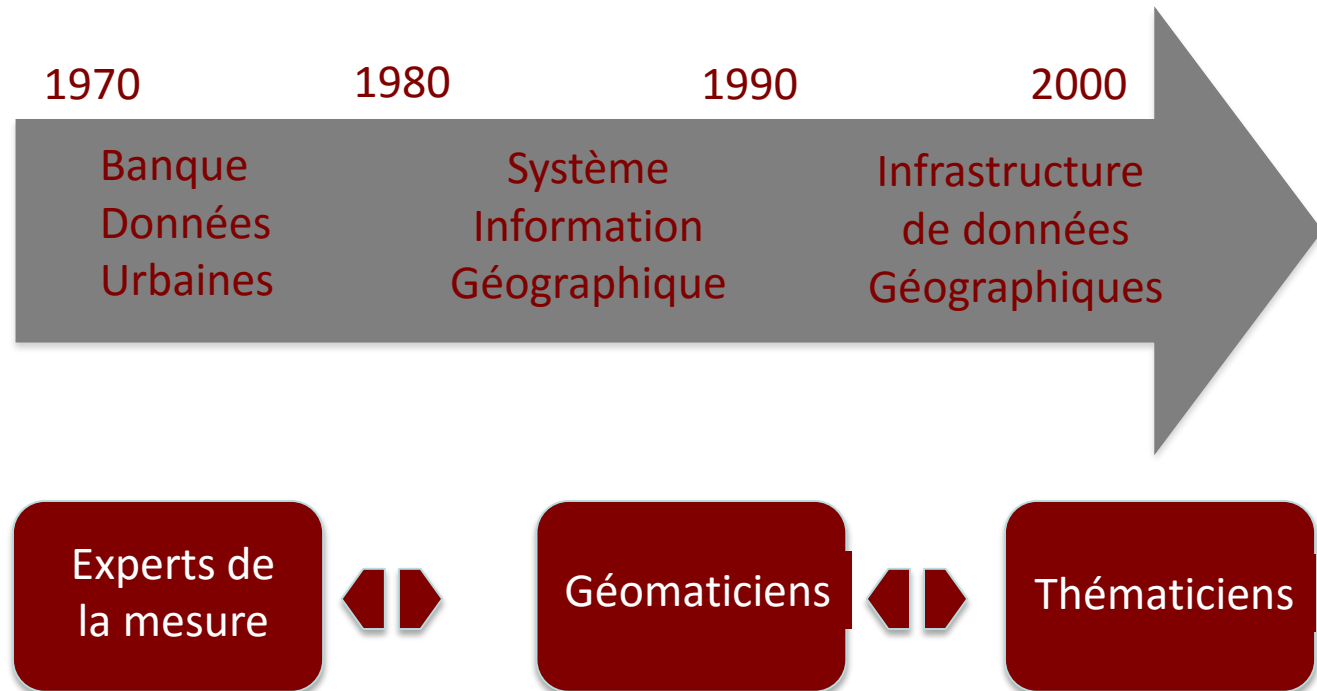 1970
1980
1990
2000
Banque
Données
Urbaines
Système
Information
Géographique
Infrastructure
de données
Géographiques
Experts de
la mesure
Géomaticiens
Thématiciens